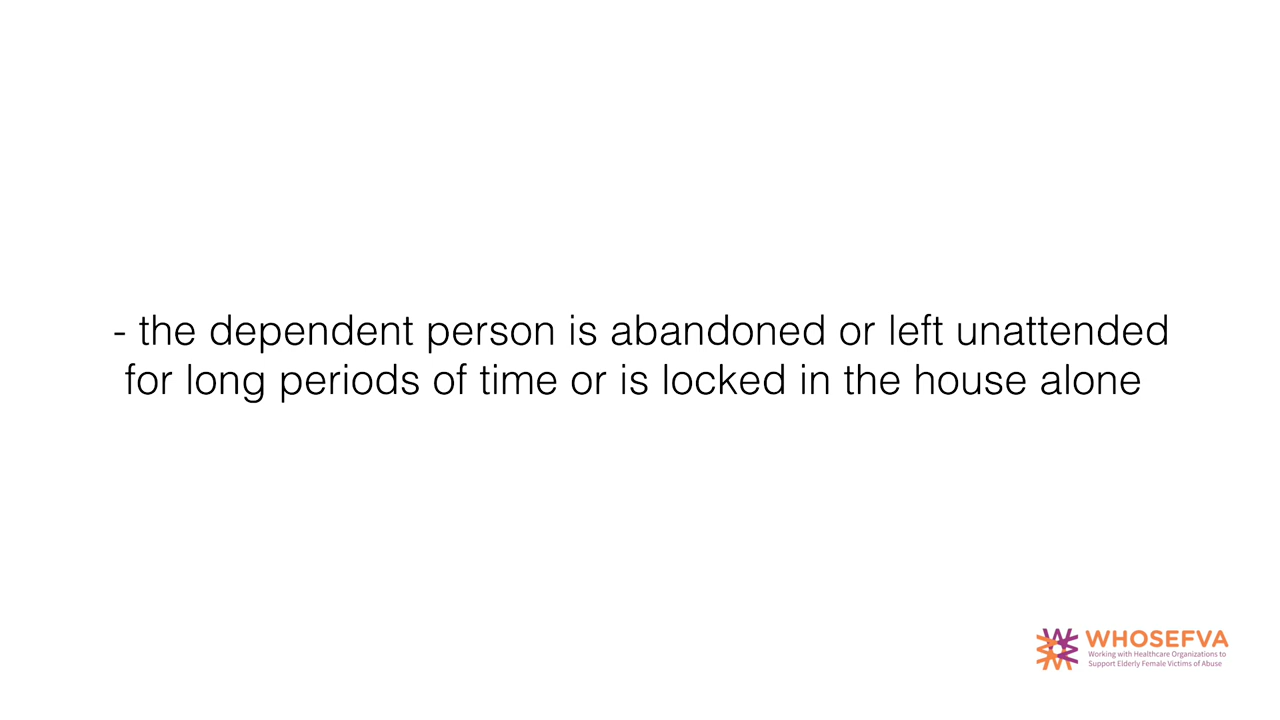 - the dependent person is abandoned or left unattended
for long periods of time or is locked in the house alone
WHOSEFVA
Working with Healthcare Organizations to
Support Elderly Female Victims of Abuse